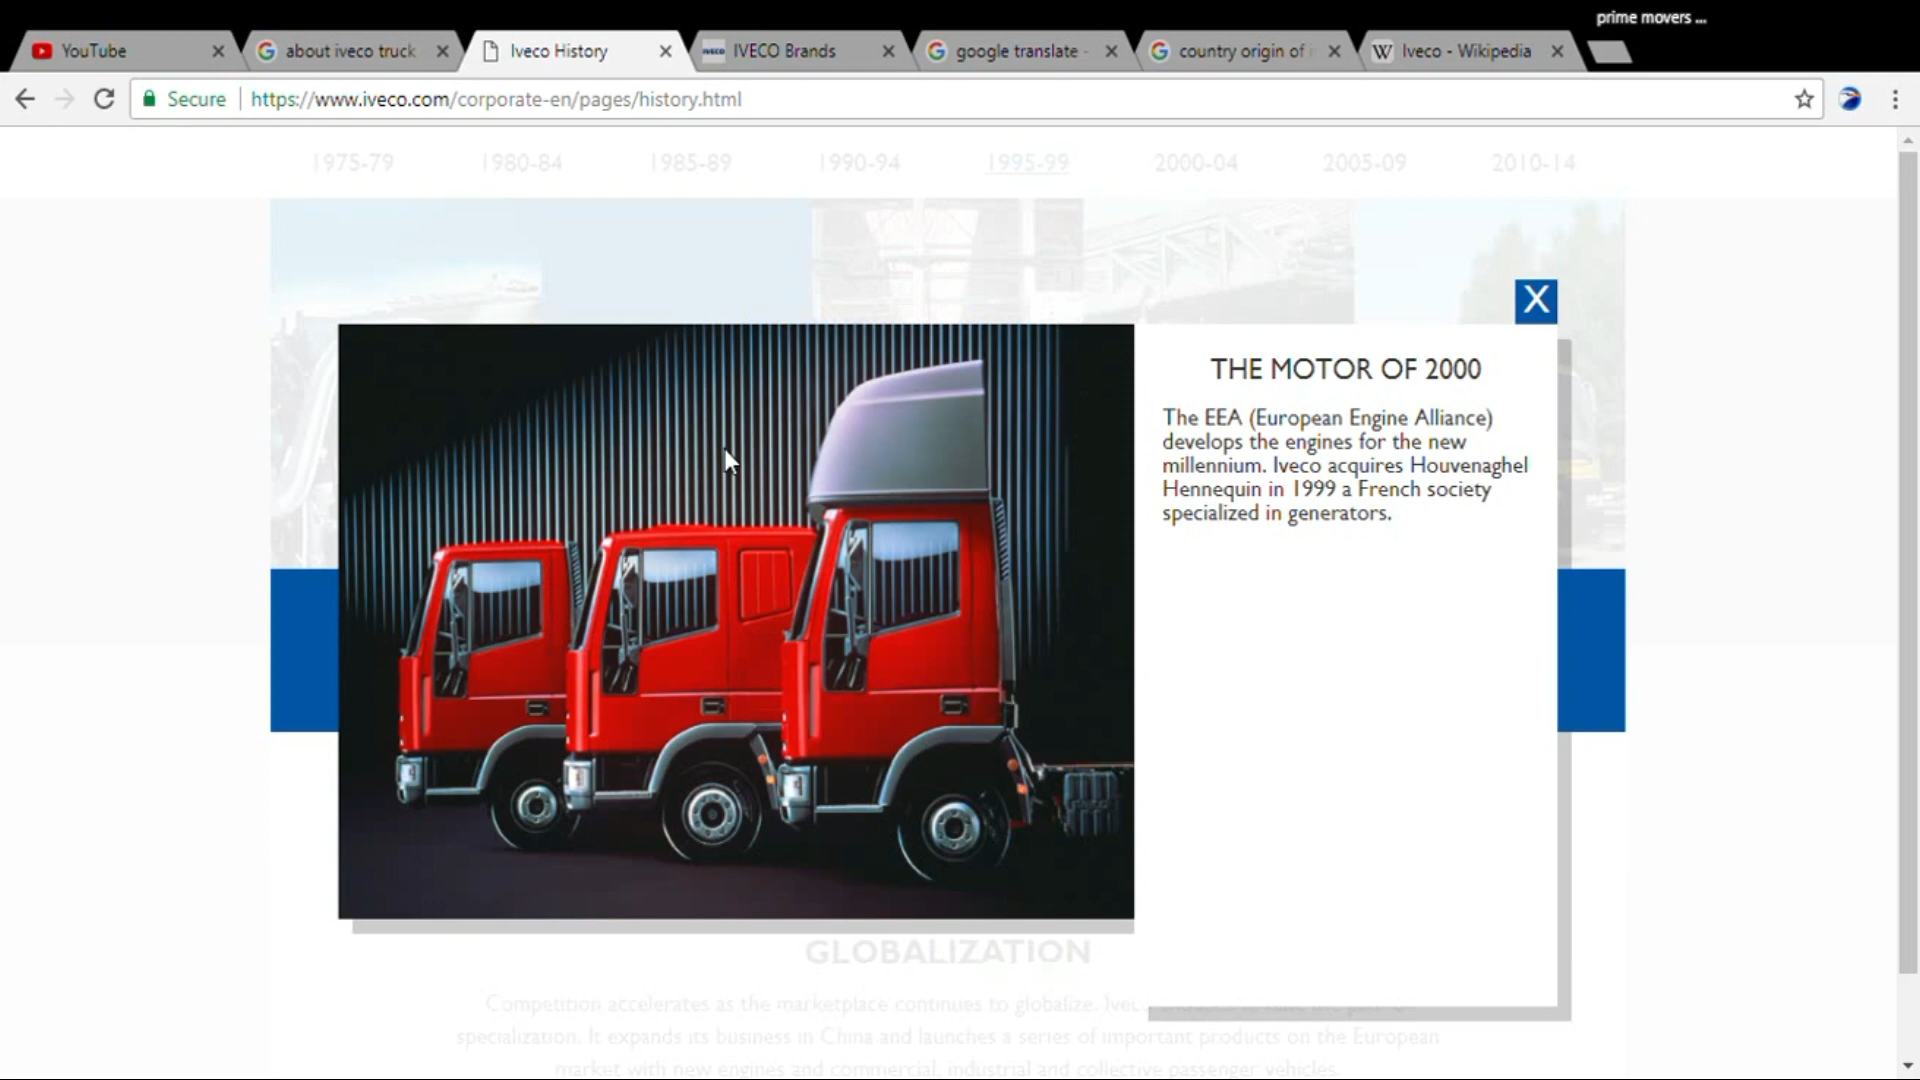 prime movers ...
YouTube
about iveco truck
Iveco History
IVECO
IVECO Brands
google translate -
country origin of i
W Iveco - Wikipedia
Secure https://www.iveco.com/corporate-en/pages/history.html
1975-79 1980-84 1985-89 1990-94 1995-99 2000-04 2005-09 2010-14
X
THE MOTOR OF 2000
The EEA (European Engine Alliance)
develops the engines for the new
millennium. Iveco acquires Houvenaghel
Hennequin in 1999 a French society
specialized in generators.
GLOBALIZATION
Competition accelerates as the marketplace continues to globalize.
specialization. It expands its business in China and launches a series of important products on the European
market with new engines and commercial, industrial and collective passenger vehicles.